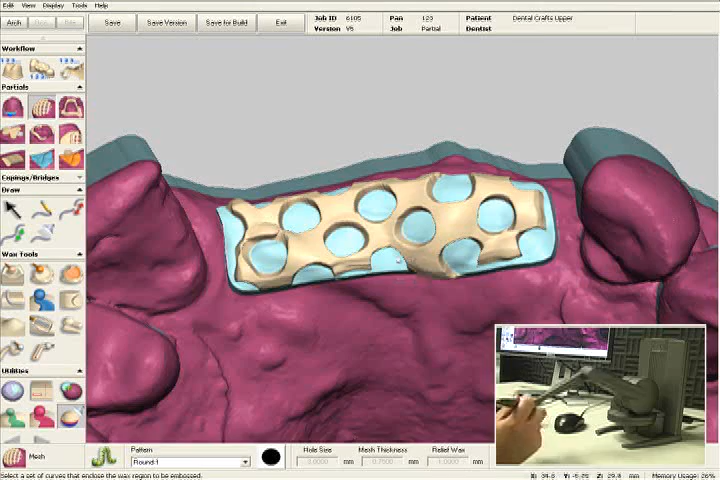 Edit View Display Tools Help
Arch
Save
Save Version
Save for Build
Exit
Job ID 6105
Version V5
Pan 123
Job Partial
Patient Dental Crafts Upper
Dentist
Workflow
Partials
Copings/Bridges
Draw
Wax Tools
Utilities
Mesh
Pattern
Round 1
Hole Size
mm
Mesh Thickness
mm
Relief Wax
mm
Select a set of curves that enclose the wax region to be embossed.
Memory Usage: 26%